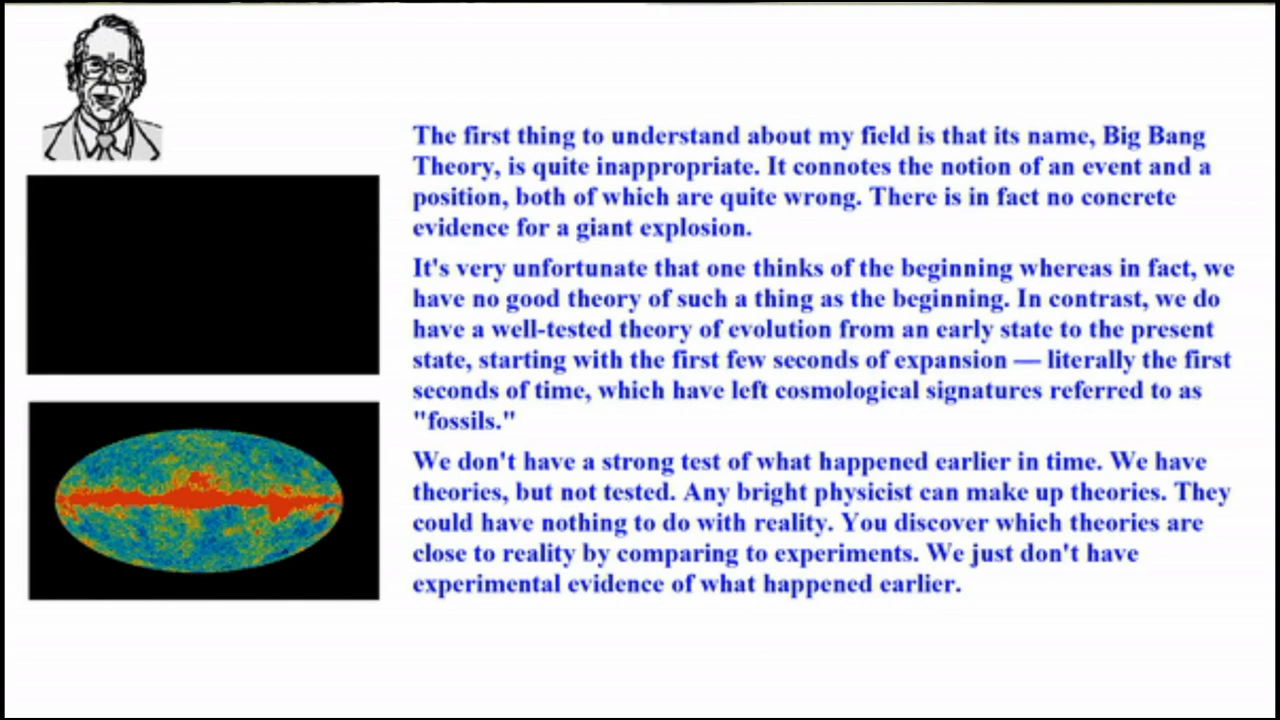 The first thing to understand about my field is that its name, Big Bang
Theory, is quite inappropriate. It connotes the notion of an event and a
position, both of which are quite wrong. There is in fact no concrete
evidence for a giant explosion.
It's very unfortunate that one thinks of the beginning whereas in fact, we
have no good theory of such a thing as the beginning. In contrast, we do
have a well-tested theory of evolution from an early state to the present
state, starting with the first few seconds of expansion — literally the first
seconds of time, which have left cosmological signatures referred to as
"fossils."
We don't have a strong test of what happened earlier in time. We have
theories, but not tested. Any bright physicist can make up theories. They
could have nothing to do with reality. You discover which theories are
close to reality by comparing to experiments. We just don't have
experimental evidence of what happened earlier.